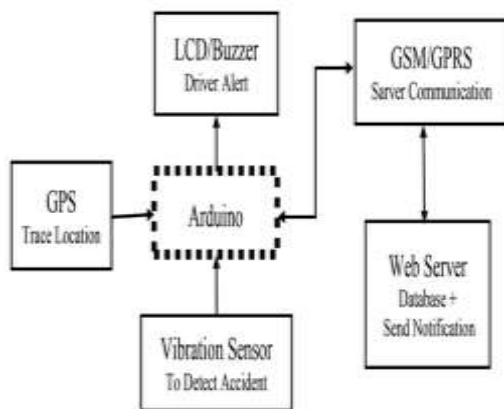 LCD/Buzzer
Driver Alert
GSM/GPRS
Sarver Communication
GPS
Trace Location
Arduino
Web Server
Database +
Send Notification
Vibration Sensor
To Detect Accident